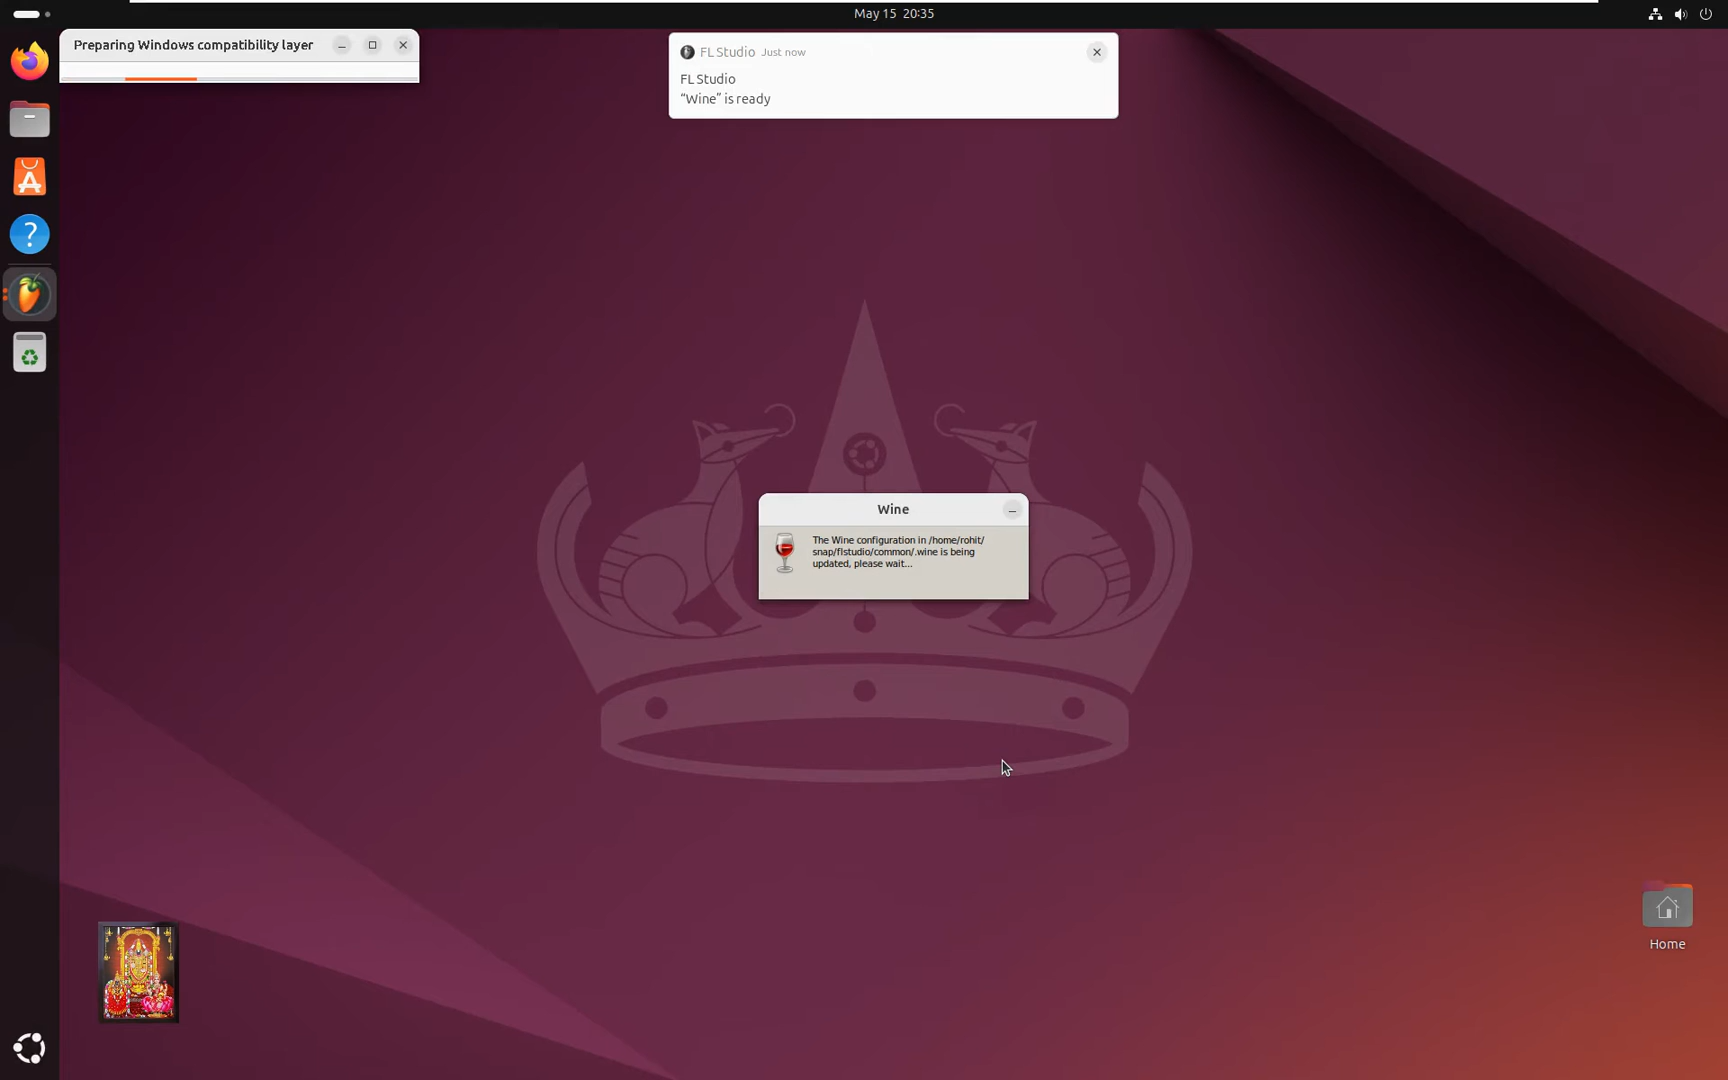 May 15 20:35
Preparing Windows compatibility layer
FL Studio Just now
FL Studio
“Wine” is ready
Wine
The Wine configuration in /home/rohit/
snap/flstudio/common/.wine is being
updated, please wait...
Home